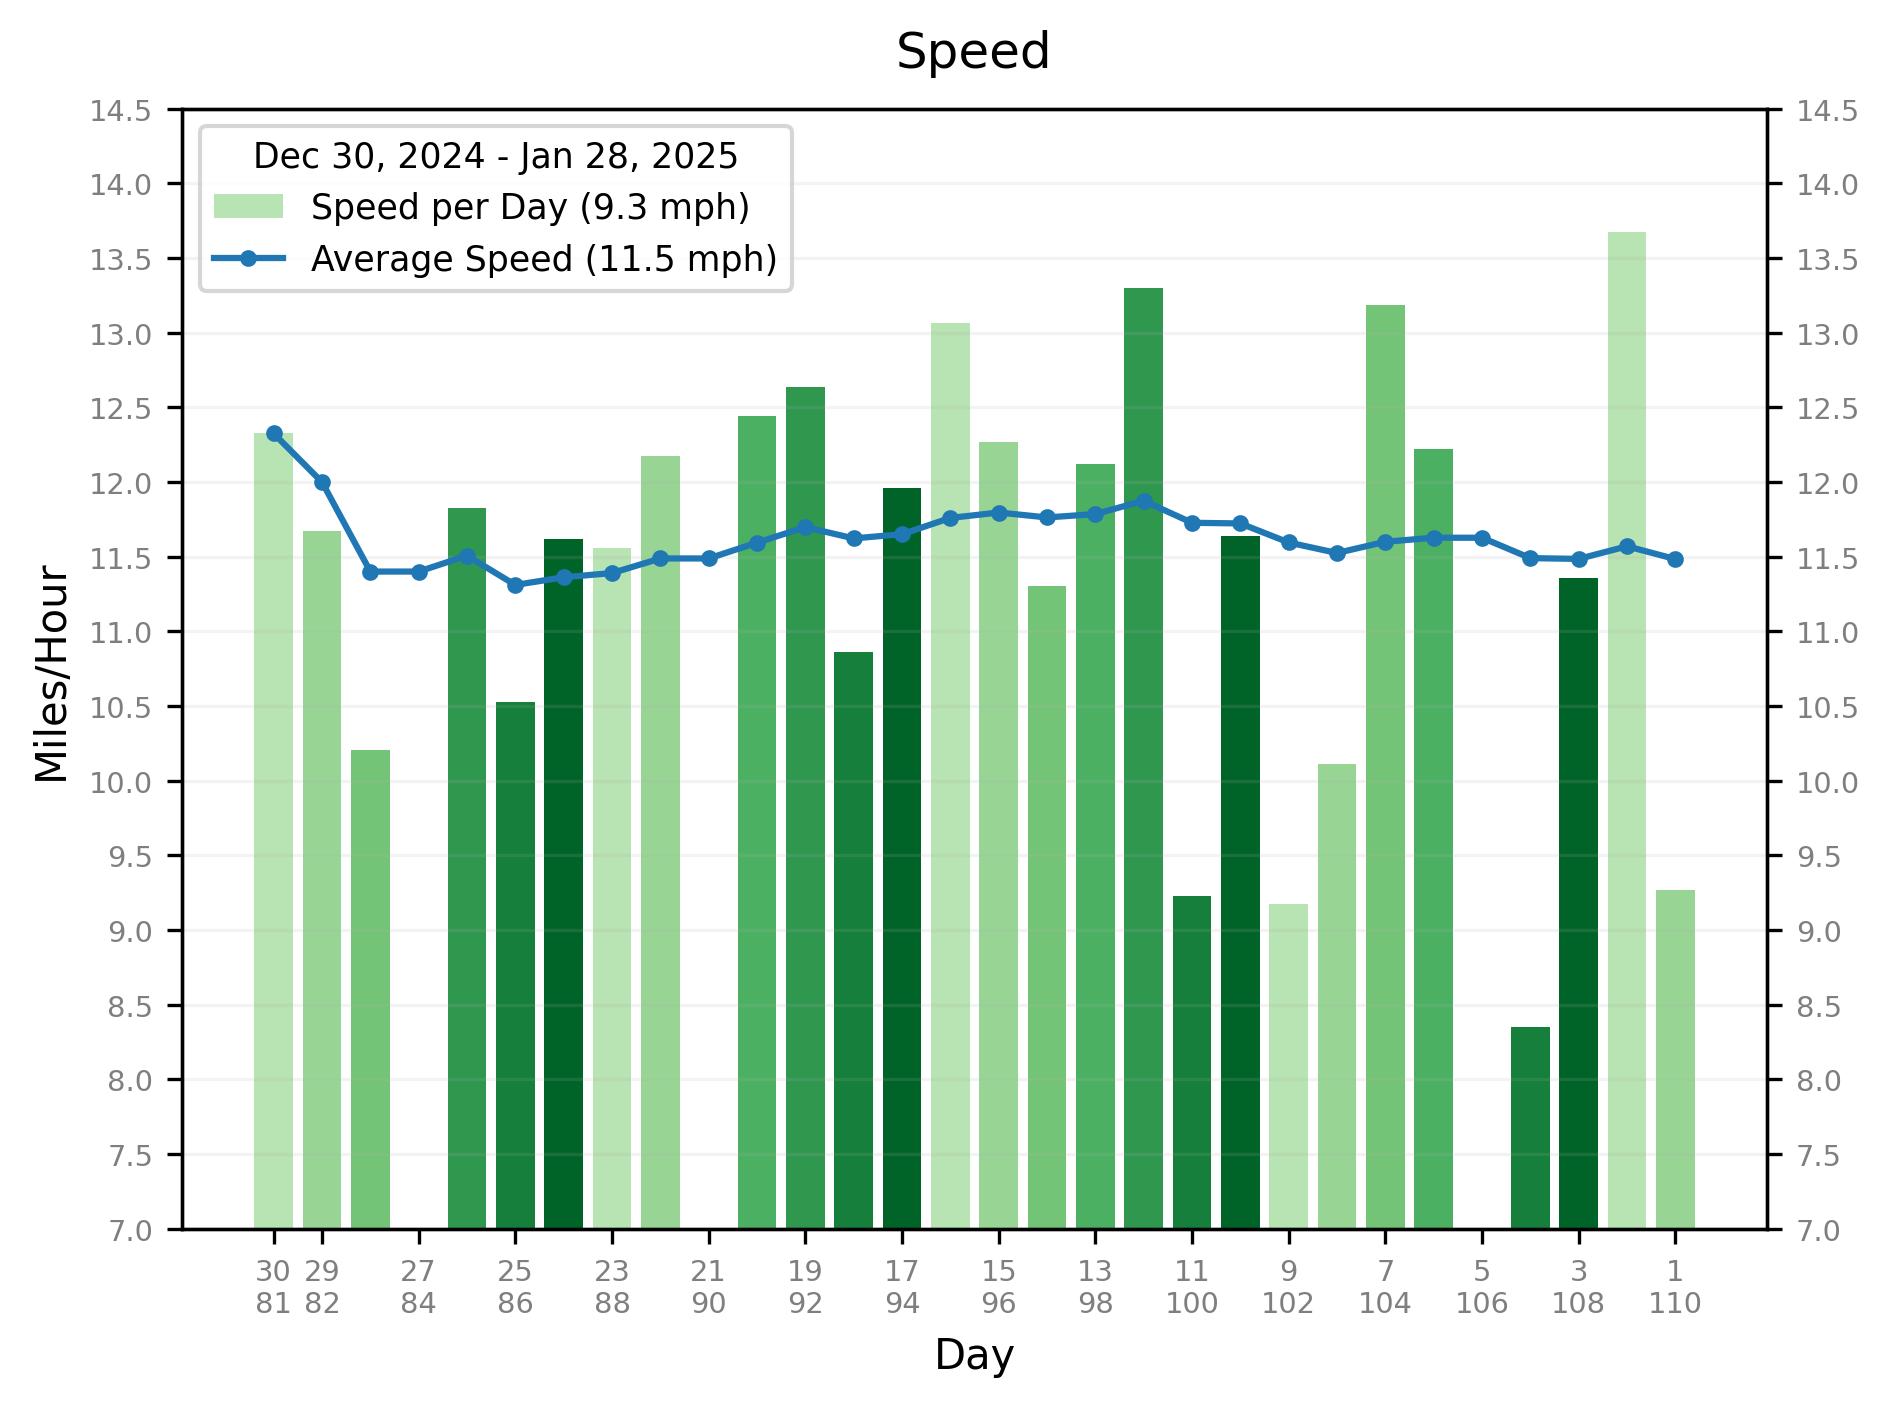 Speed
Dec 30, 2024 - Jan 28, 2025
Speed per Day (9.3 mph)
Average Speed (11.5 mph)
14.5 14.5
14.0 14.0
13.5 13.5
13.0 13.0
12.5 12.5
12.0 12.0
11.5 11.5
11.0 11.0
10.5 10.5
10.0 10.0
9.5 9.5
9.0 9.0
8.5 8.5
8.0 8.0
7.5 7.5
7.0 7.0
Miles/Hour
30 29 27 25 23 21 19 17 15 13 11 9 7 5 3 1
81 82 84 86 88 90 92 94 96 98 100 102 104 106 108 110
Day